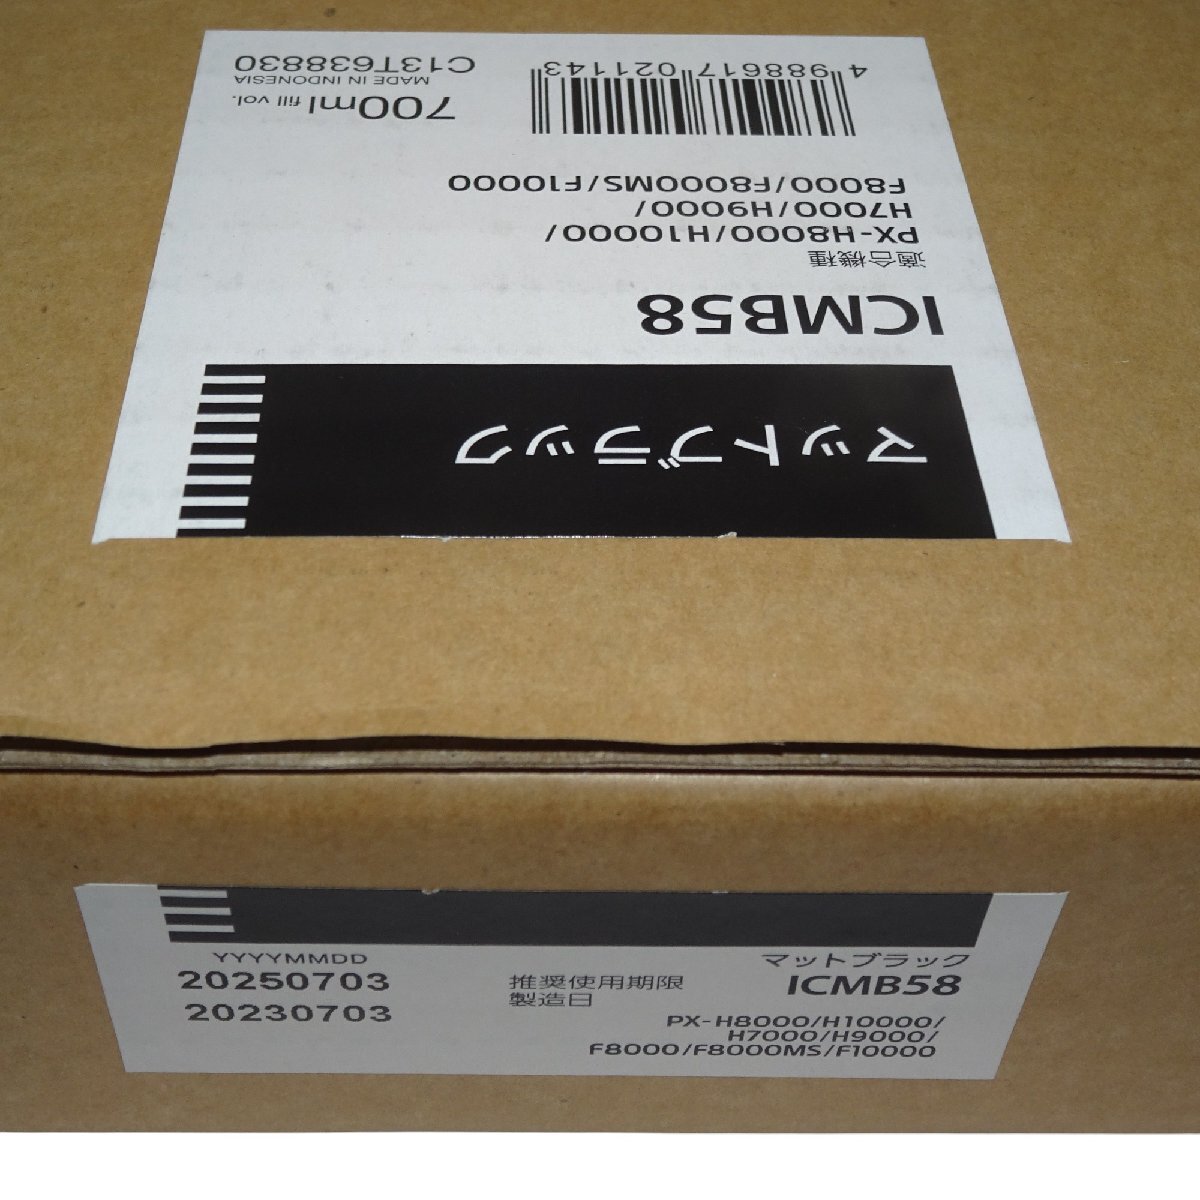 マットブラック
ICMB58
適合機種
PX-H8000/H10000/
H7000/H9000/
F8000/F8000MS/F10000
4 988617 021143
700ml fill vol.
MADE IN INDONESIA
C13T638830
マットブラック
ICMB58
PX-H8000/H10000/
H7000/H9000/
F8000/F8000MS/F10000
推奨使用期限
製造日
YYYYMMDD
20250703
20230703